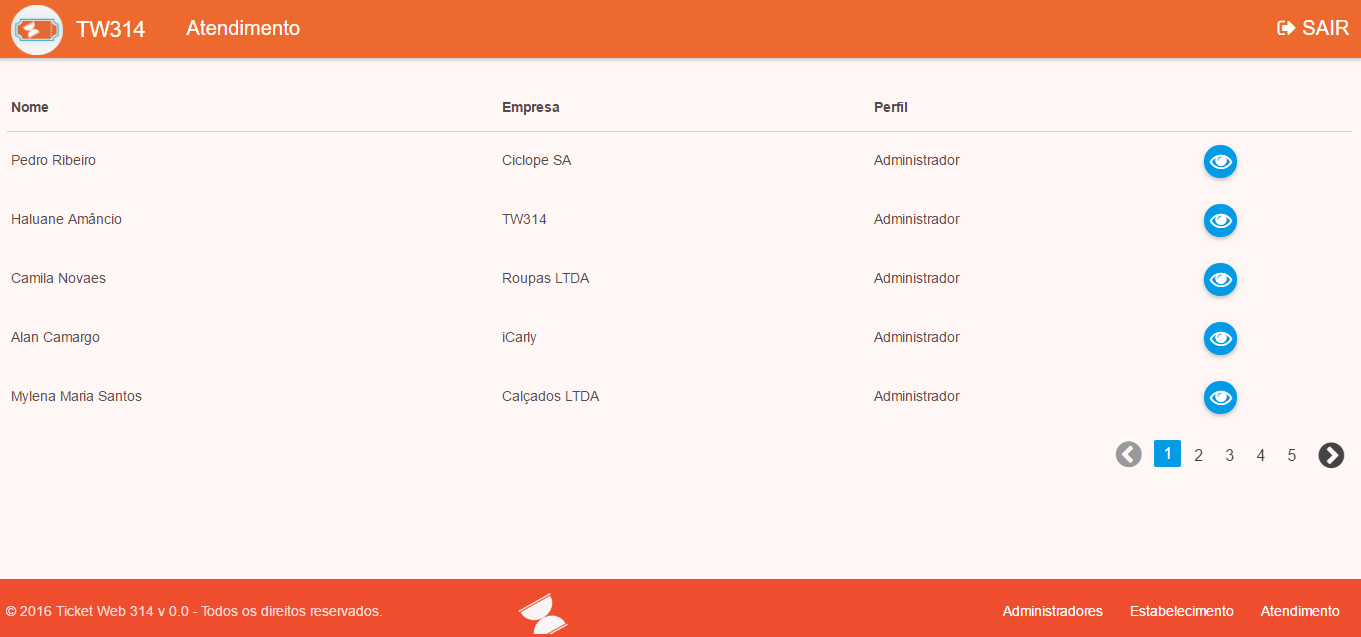 TW314 Atendimento SAIR
Nome Empresa Perfil
Pedro Ribeiro Ciclope SA Administrador
Haluane Amâncio TW314 Administrador
Camila Novaes Roupas LTDA Administrador
Alan Camargo iCarly Administrador
Mylena Maria Santos Calçados LTDA Administrador
1 2 3 4 5
© 2016 Ticket Web 314 v 0.0 - Todos os direitos reservados. Administradores Estabelecimento Atendimento